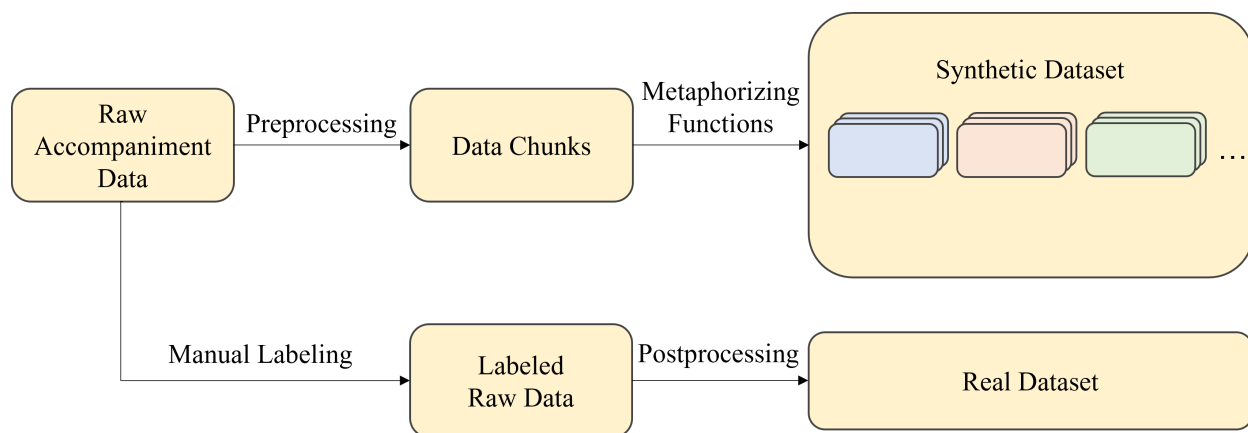 Raw
Accompaniment
Data
Preprocessing
Data Chunks
Metaphorizing
Functions
Synthetic Dataset
...
Manual Labeling
Labeled
Raw Data
Postprocessing
Real Dataset